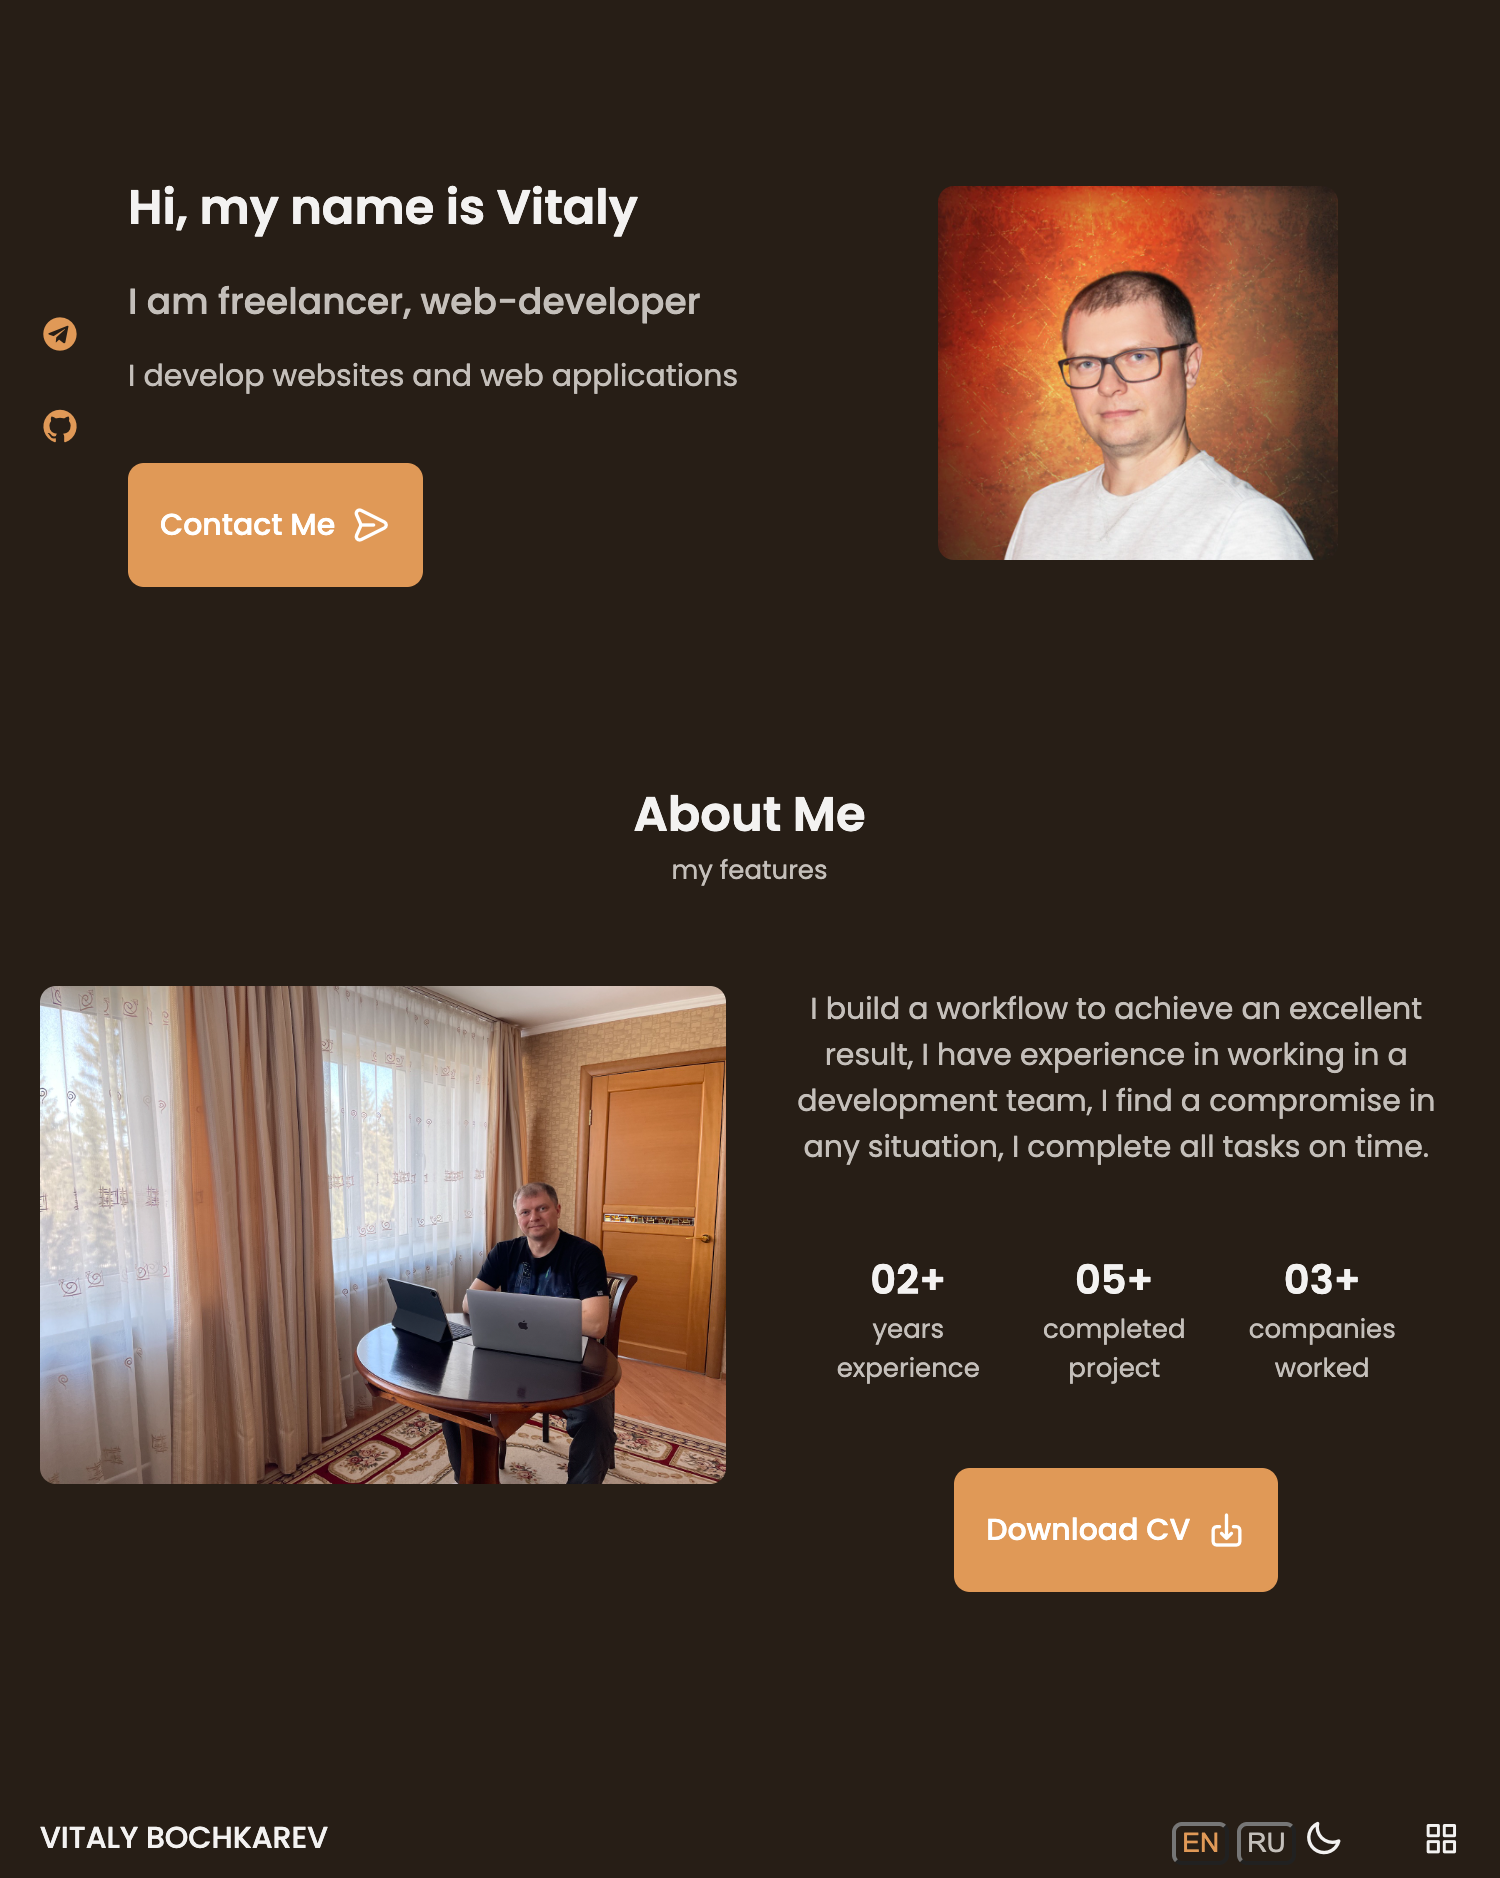 Hi, my name is Vitaly
I am freelancer, web-developer
I develop websites and web applications
Contact Me
About Me
my features
I build a workflow to achieve an excellent
result, I have experience in working in a
development team, I find a compromise in
any situation, I complete all tasks on time.
02+
years
experience
05+
completed
project
03+
companies
worked
Download CV
VITALY BOCHKAREV
EN
RU